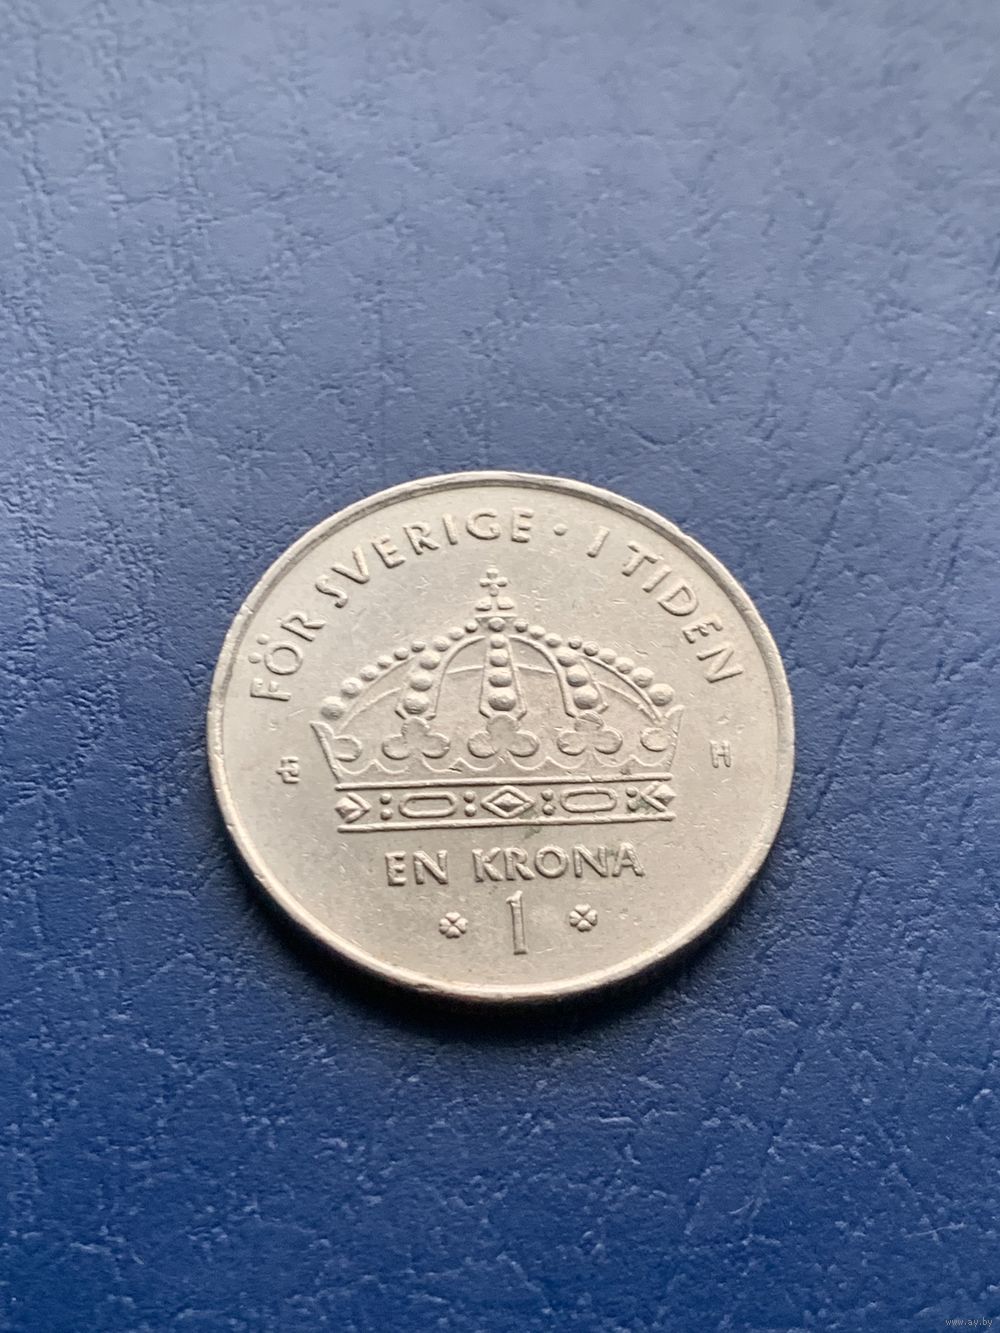 FÖR SVERIGE · I TIDEN
H
EN KRONA
1
www.ay.by